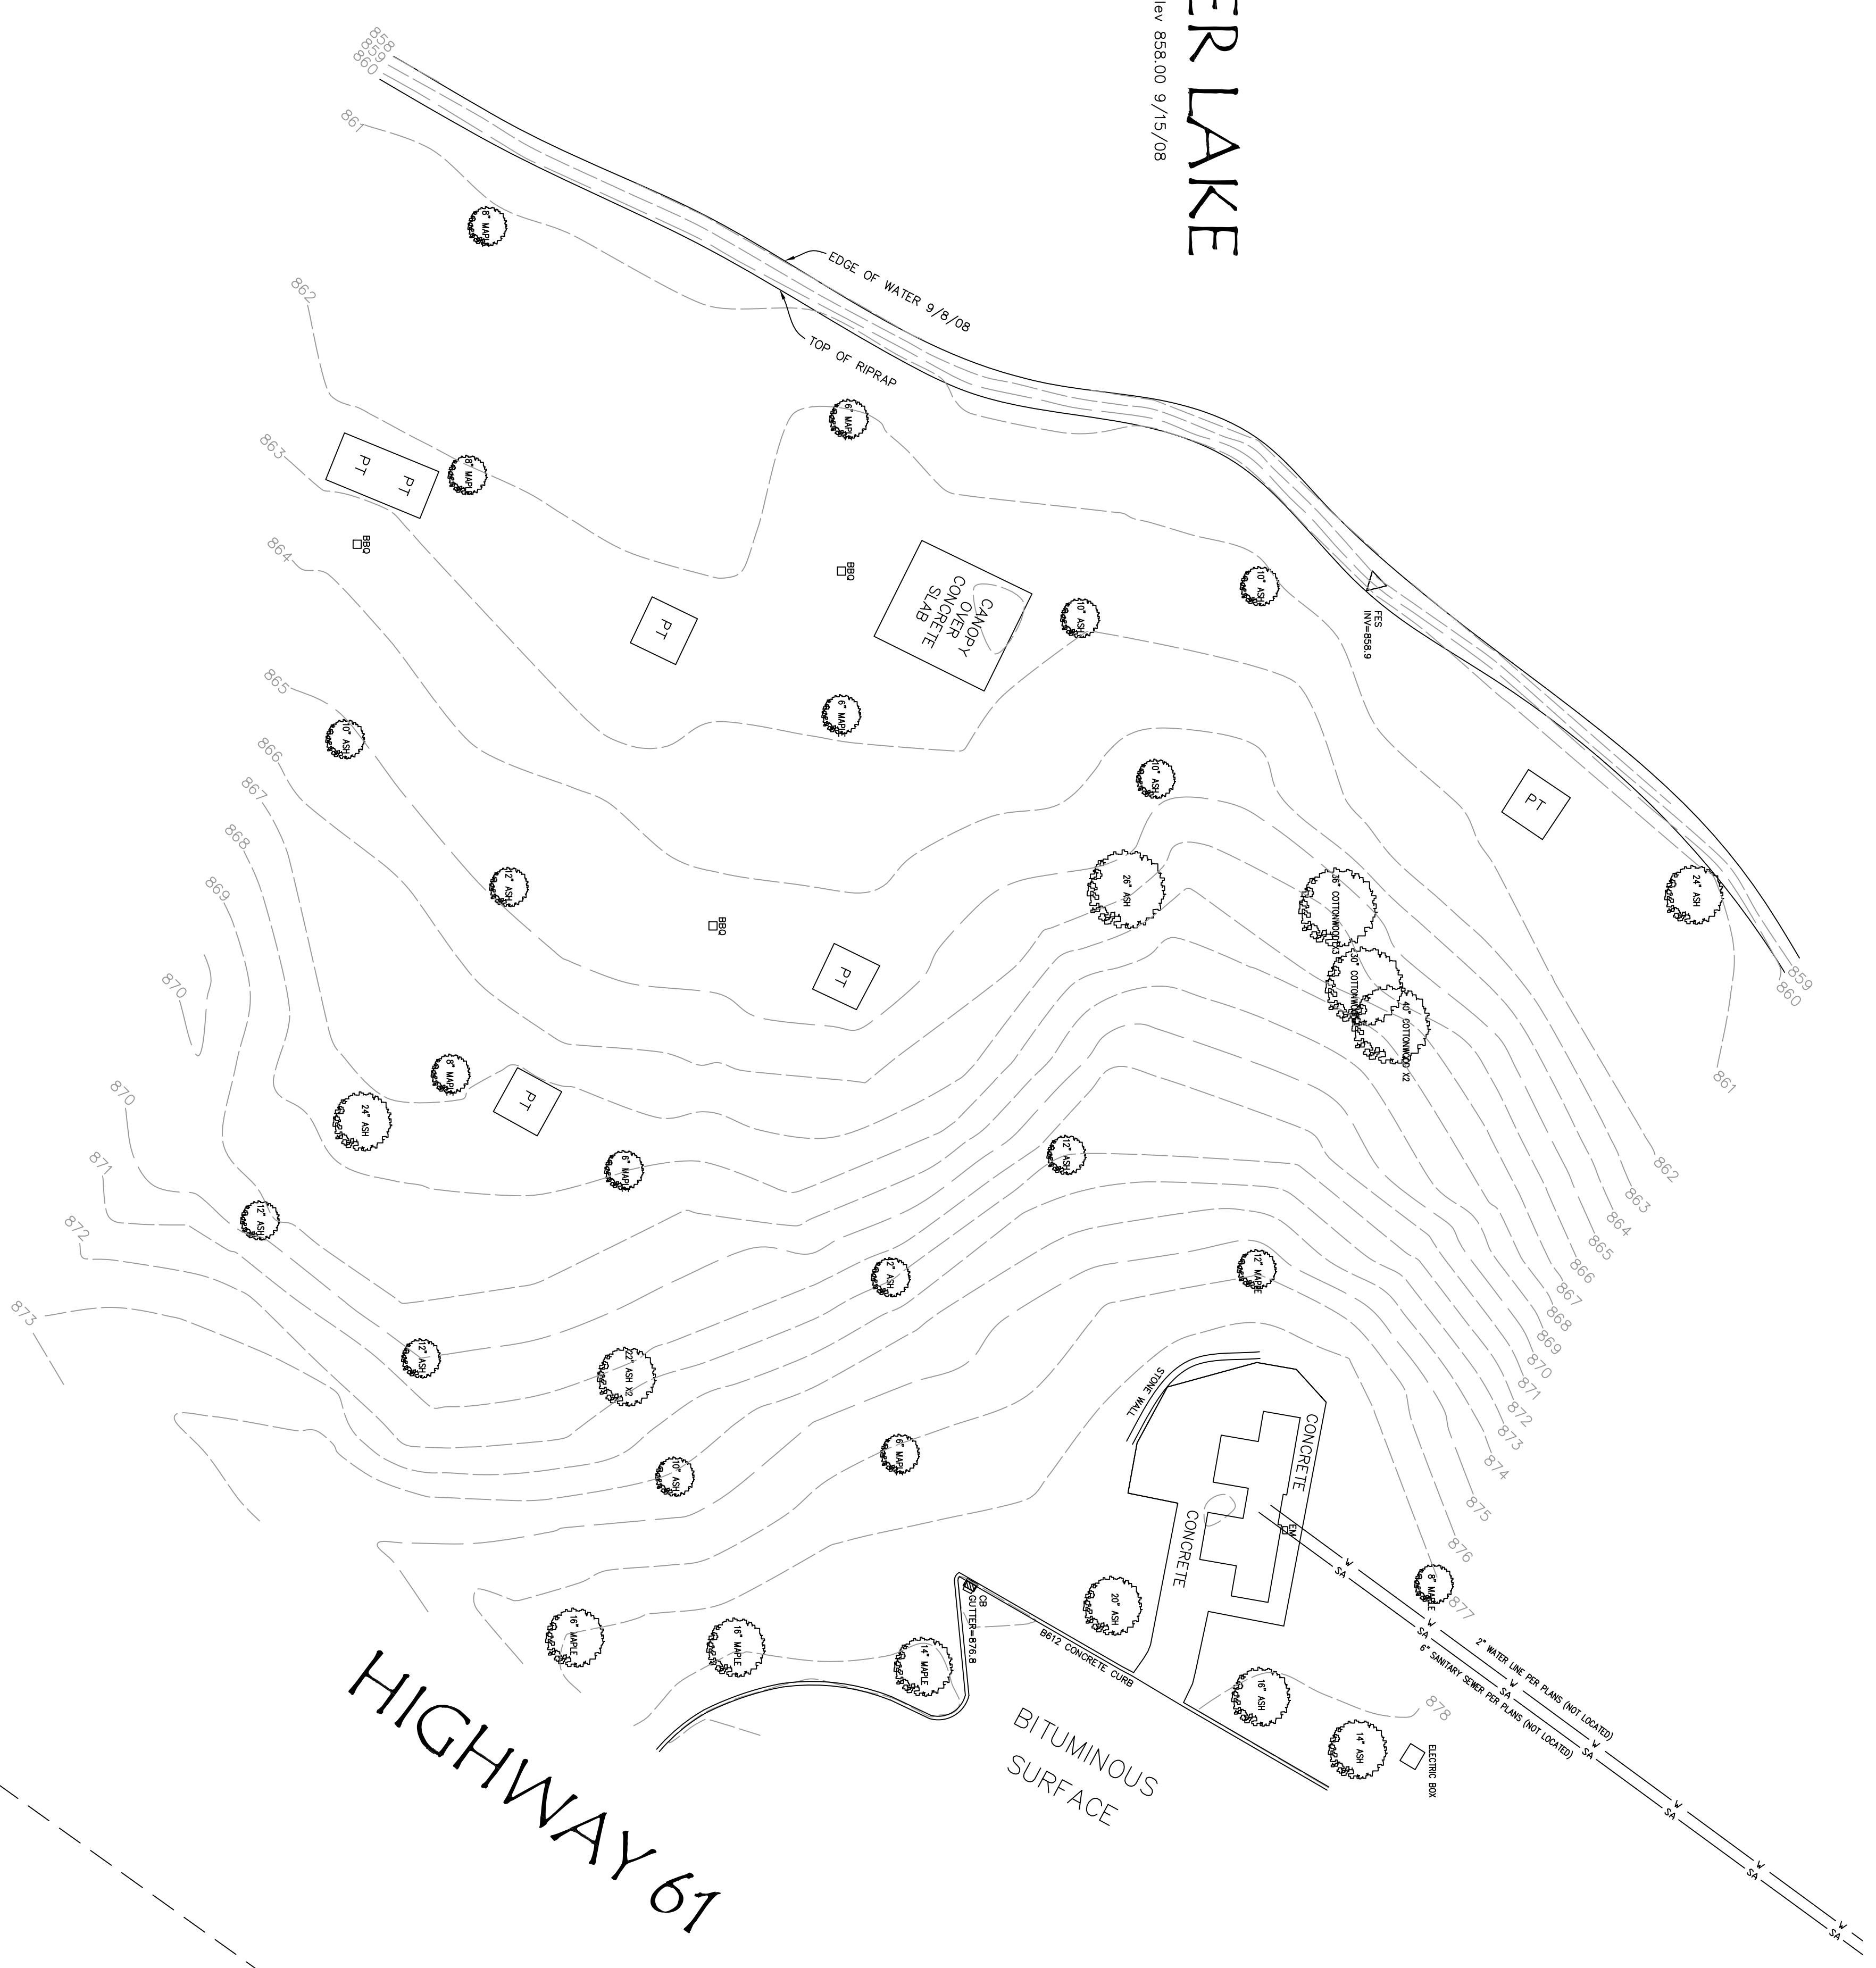 ER LAKE
lev 858.00 9/15/08
858
859
860
861
EDGE OF WATER 9/8/08
TOP OF RIPRAP
8" MAPLE
862
863
864
865
866
867
868
869
870
870
871
872
873
PT
PT
8" MAPLE
BBQ
6" MAPLE
BBQ
CANOPY
OVER
CONCRETE
SLAB
PT
10" ASH
10" ASH
FES
INV=858.9
6" MAPLE
10" ASH
10" ASH
PT
24" ASH
859
860
861
12" ASH
BBQ
PT
26" ASH
36" COTTONWOOD X3
30" COTTONWOOD
40" COTTONWOOD X2
8" MAPLE
24" ASH
PT
6" MAPLE
12" ASH
12" ASH
12" ASH
12" MAPLE
862
863
864
865
866
867
868
869
870
871
872
873
874
875
876
877
878
12" ASH
22" ASH X2
10" ASH
6" MAPLE
STONE WALL
CONCRETE
CONCRETE
EM
W
SA
8" MAPLE
W
SA
2" WATER LINE PER PLANS (NOT LOCATED)
6" SANITARY SEWER PER PLANS (NOT LOCATED)
W
SA
W
SA
W
SA
W
SA
W
SA
20" ASH
CB
GUTTER=876.8
B612 CONCRETE CURB
16" MAPLE
16" MAPLE
14" MAPLE
16" ASH
14" ASH
ELECTRIC BOX
BITUMINOUS
SURFACE
HIGHWAY 61